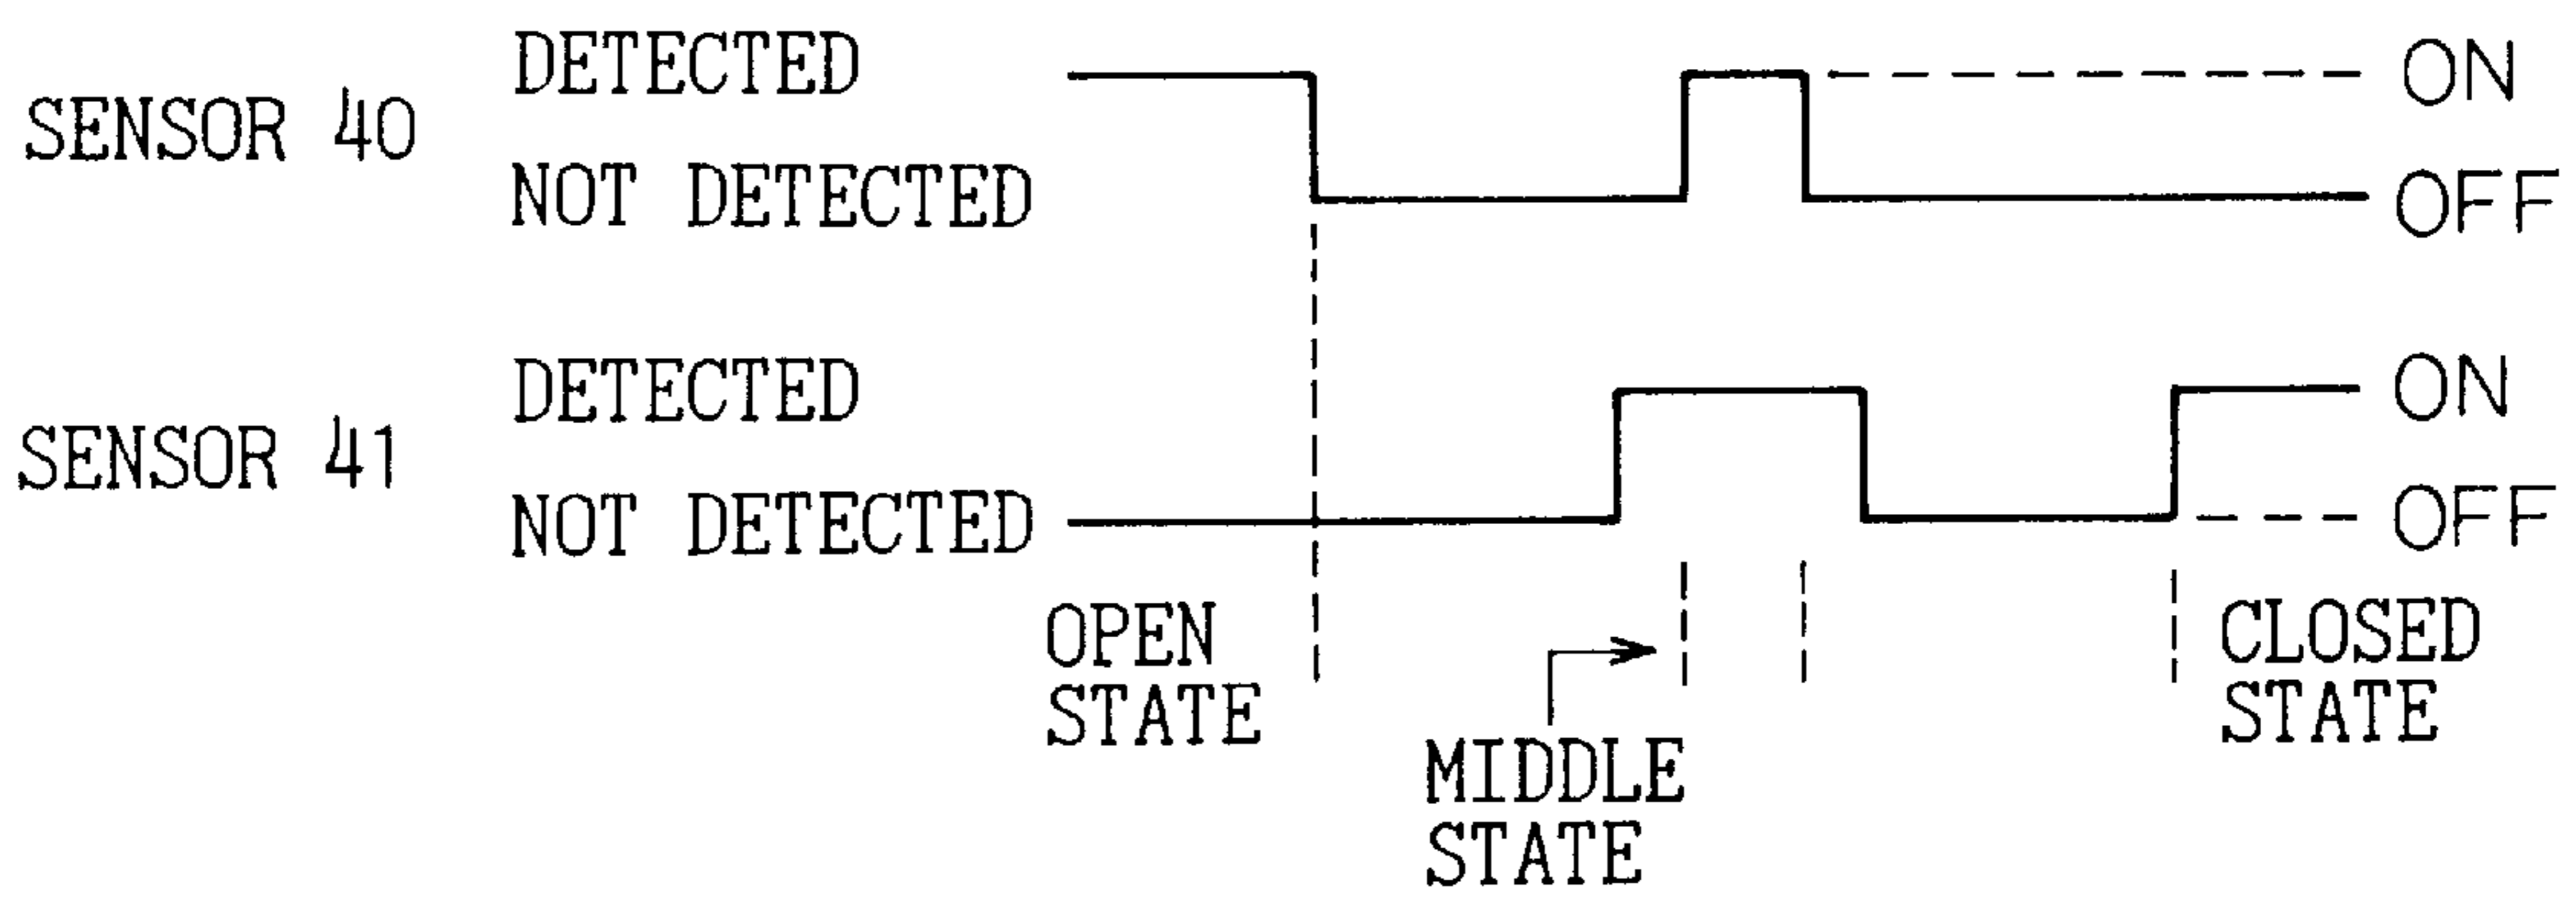 SENSOR 40
DETECTED
NOT DETECTED
ON
OFF
SENSOR 41
DETECTED
NOT DETECTED
ON
OFF
OPEN
STATE
MIDDLE
STATE
CLOSED
STATE